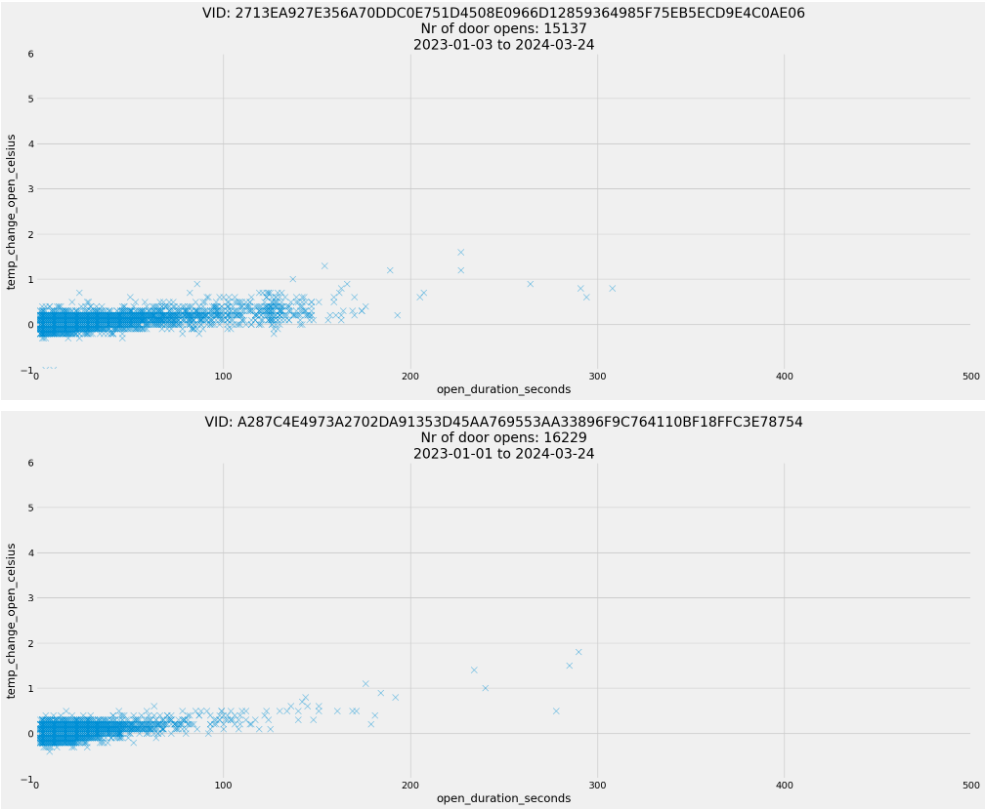 VID: 2713EA927E356A70DDC0E751D4508E0966D12859364985F75EB5ECD9E4C0AE06
Nr of door opens: 15137
2023-01-03 to 2024-03-24
6
5
4
3
2
1
0
−1
temp_change_open_celsius
0 100 200 300 400 500
open_duration_seconds
VID: A287C4E4973A2702DA91353D45AA769553AA33896F9C764110BF18FFC3E78754
Nr of door opens: 16229
2023-01-01 to 2024-03-24
6
5
4
3
2
1
0
−1
temp_change_open_celsius
0 100 200 300 400 500
open_duration_seconds